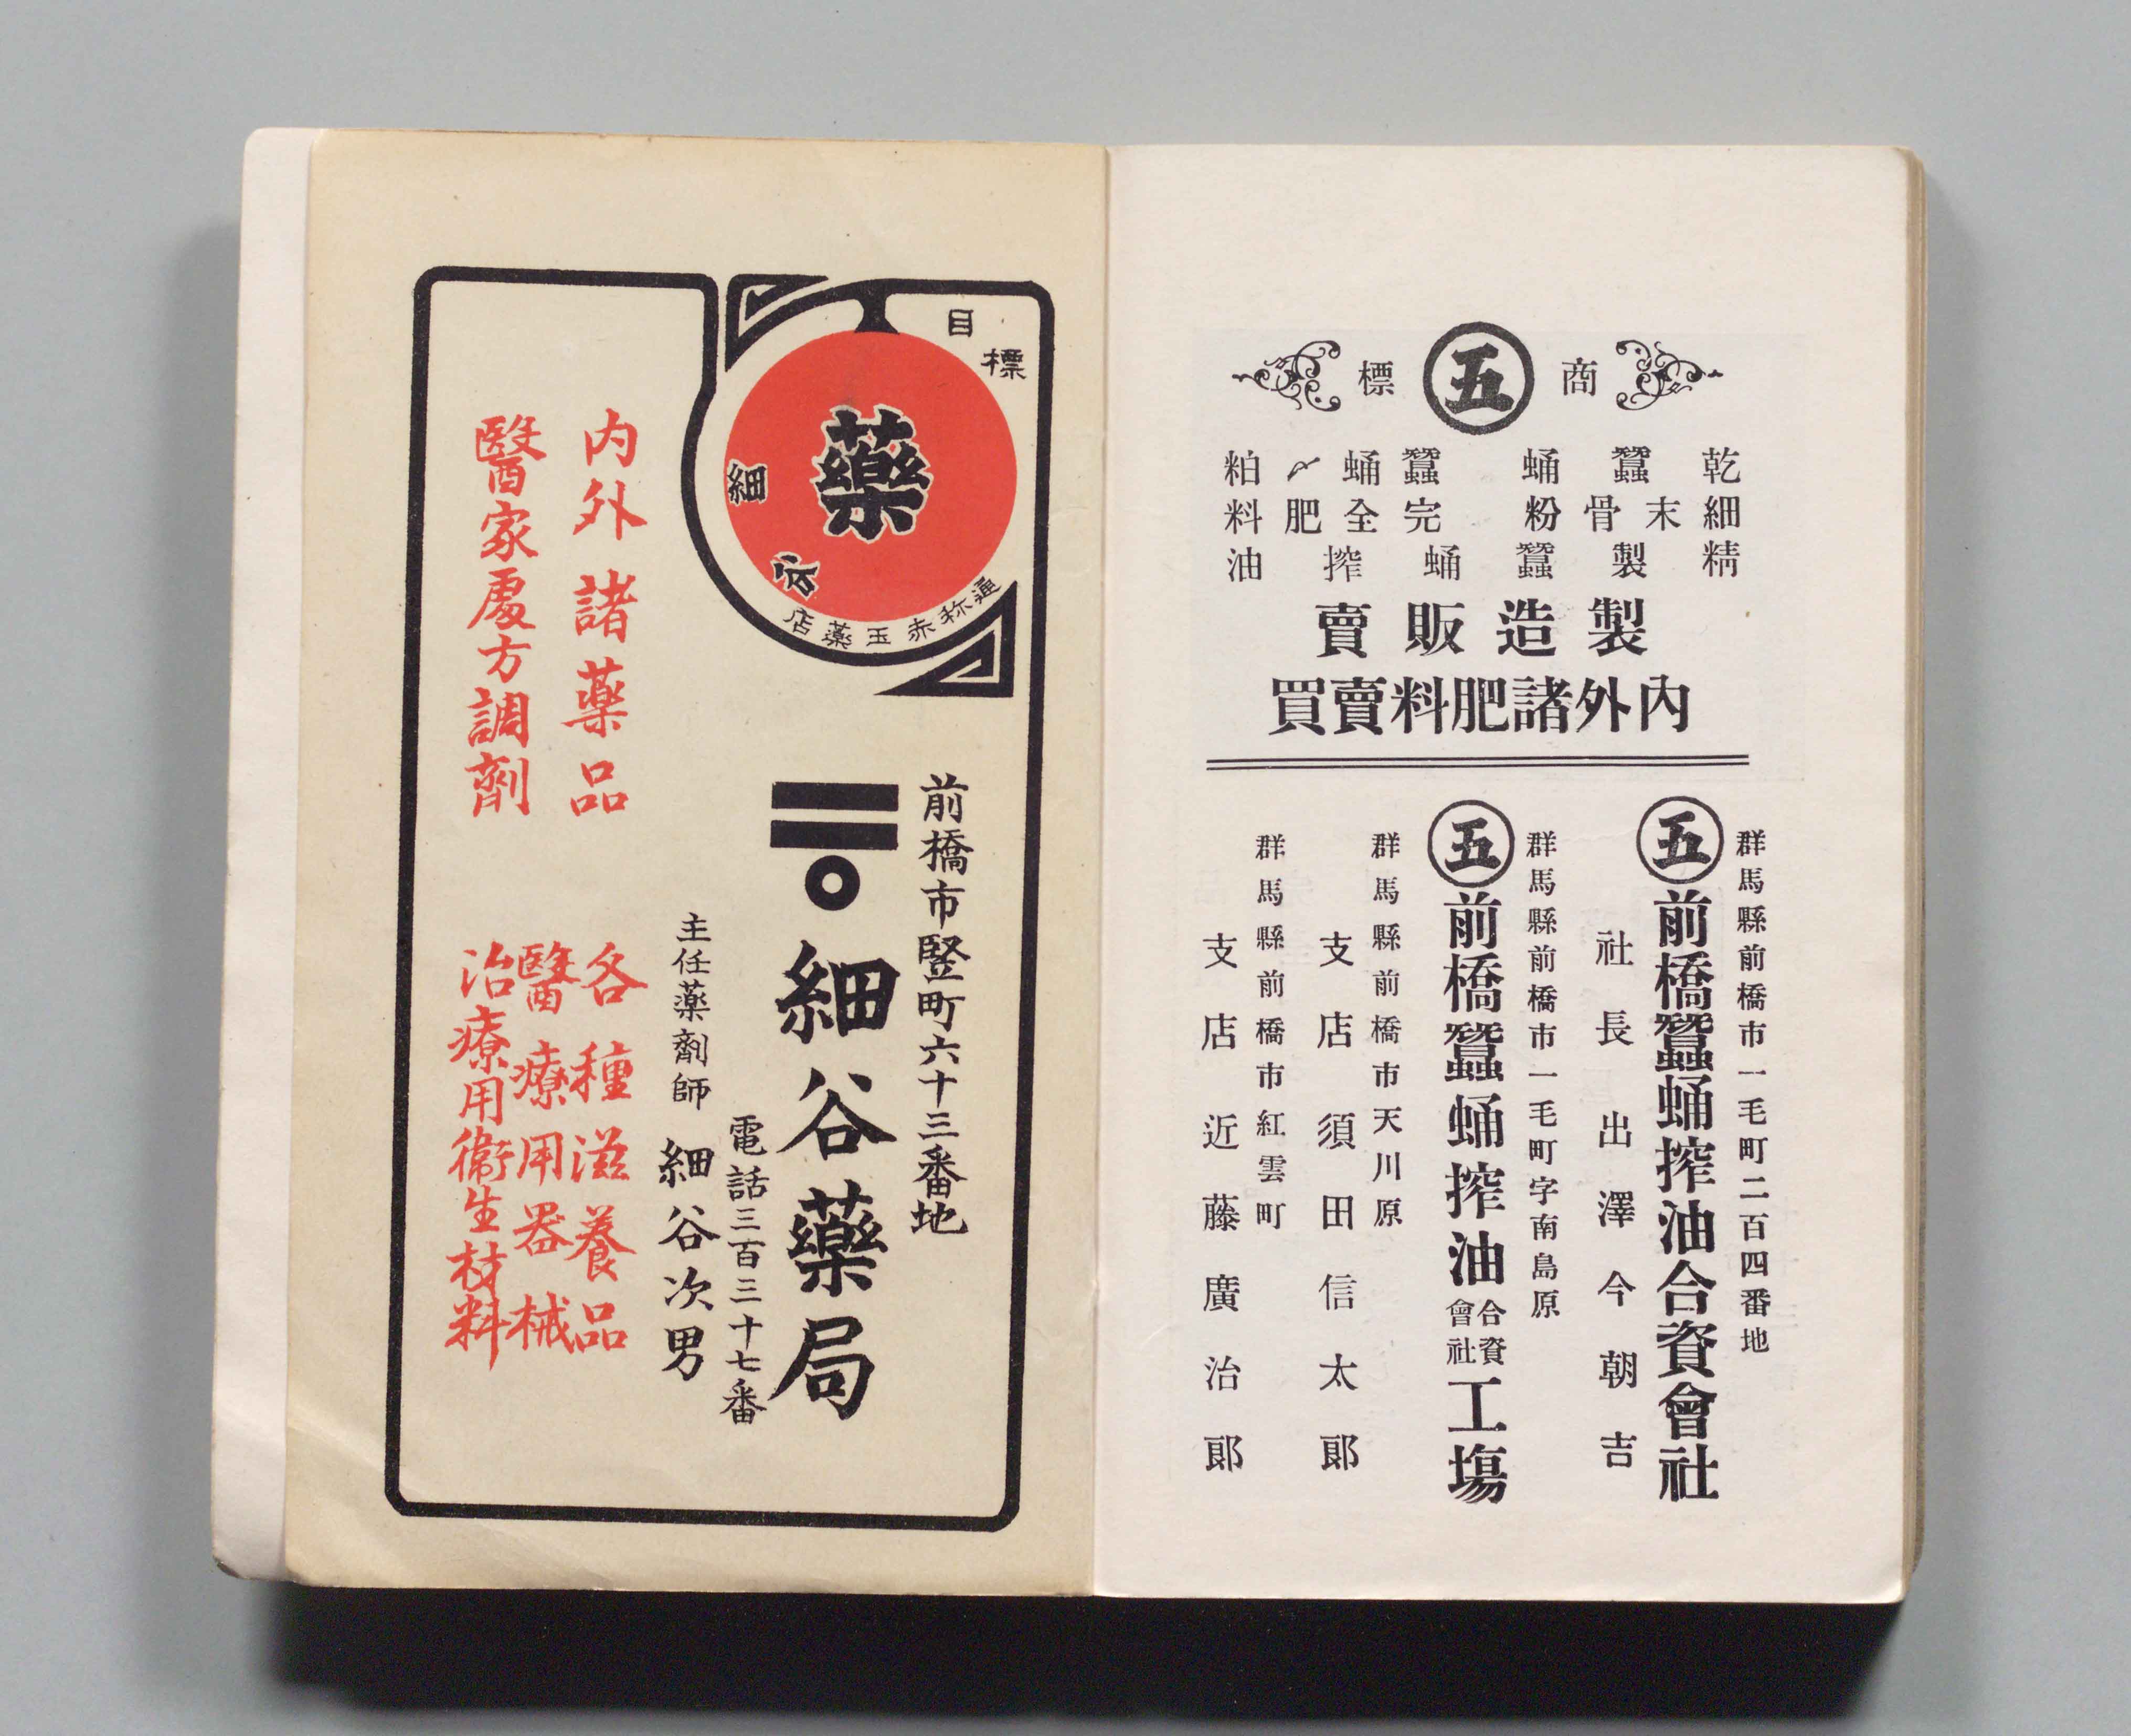 商 五 標
乾蠶蛹 蠶蛹〆粕
細末骨粉 完全肥料
精製蠶蛹搾油
製造販賣
內外諸肥料賣買
群馬縣前橋市一毛町二百四番地
五 前橋蠶蛹搾油合資會社
社長 出澤今朝吉
群馬縣前橋市一毛町字南島原
五 前橋蠶蛹搾油合資會社工場
群馬縣前橋市天川原
支店 須田信太郎
群馬縣前橋市紅雲町
支店 近藤廣治郎
目標
藥
細谷
通称赤玉薬店
前橋市竪町六十三番地
細谷藥局
電話三百三十七番
主任薬剤師 細谷次男
内外諸薬品
醫家處方調劑
各種滋養品
醫療用器械
治療用衛生材料